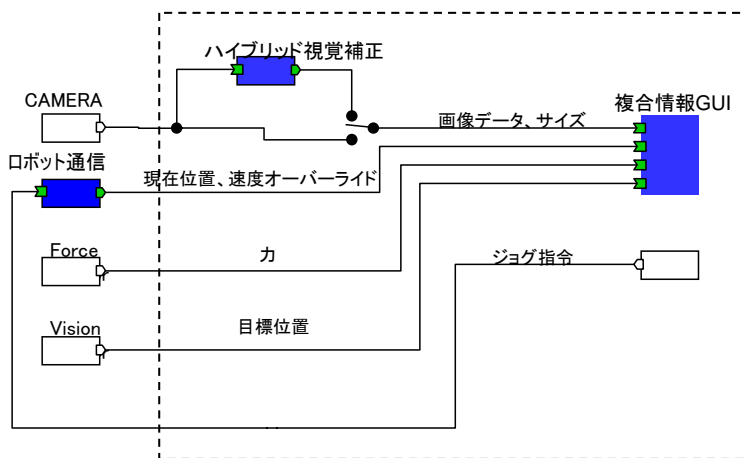 ハイブリッド視覚補正
CAMERA
複合情報GUI
画像データ、サイズ
ロボット通信
現在位置、速度オーバーライド
Force
力
ジョグ指令
Vision
目標位置